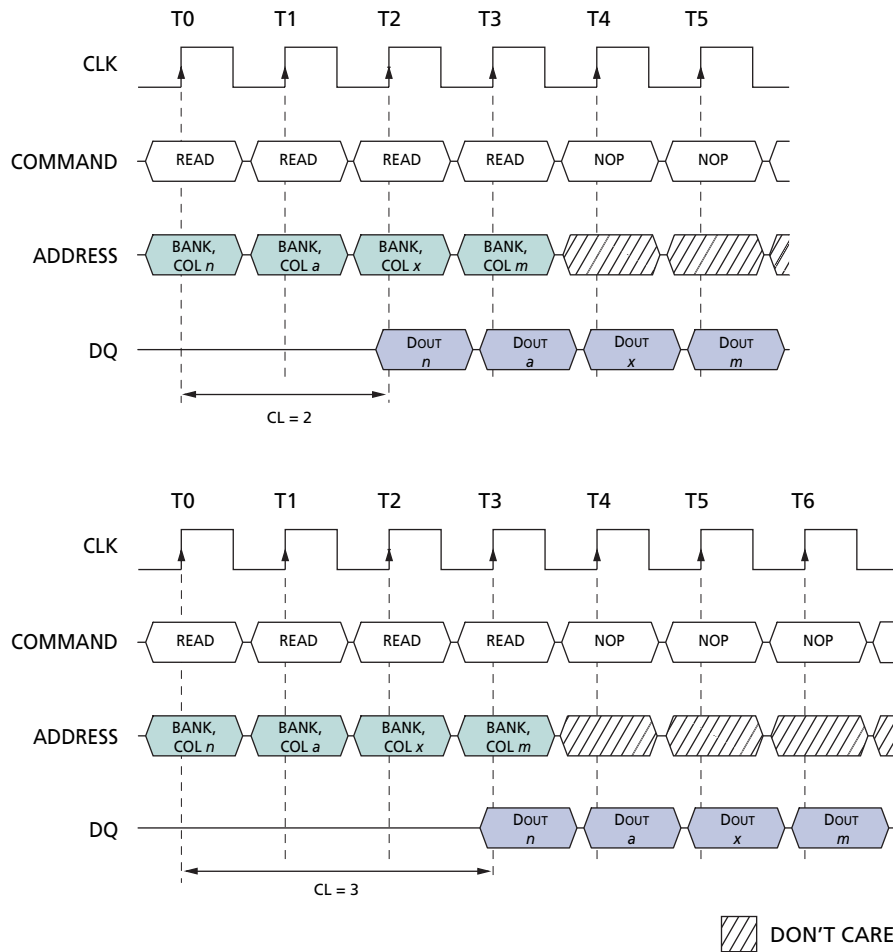 T0 T1 T2 T3 T4 T5
CLK
COMMAND READ READ READ READ NOP NOP
ADDRESS BANK, COL n BANK, COL a BANK, COL x BANK, COL m
DQ DOUT n DOUT a DOUT x DOUT m
CL = 2
T0 T1 T2 T3 T4 T5 T6
CLK
COMMAND READ READ READ READ NOP NOP NOP
ADDRESS BANK, COL n BANK, COL a BANK, COL x BANK, COL m
DQ DOUT n DOUT a DOUT x DOUT m
CL = 3
DON'T CARE